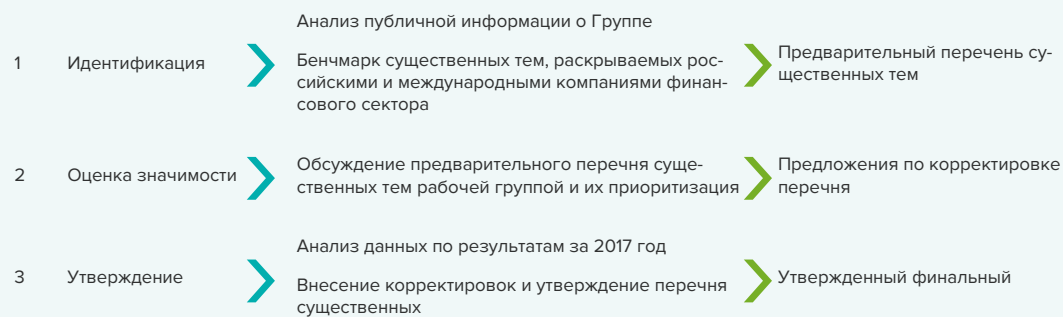 Анализ публичной информации о Группе
1 Идентификация
Бенчмарк существенных тем, раскрываемых рос-
сийскими и международными компаниями финан-
сового сектора
Предварительный перечень су-
щественных тем
2 Оценка значимости
Обсуждение предварительного перечня суще-
ственных тем рабочей группой и их приоритизация
Предложения по корректировке
перечня
Анализ данных по результатам за 2017 год
3 Утверждение
Внесение корректировок и утверждение перечня
существенных
Утвержденный финальный